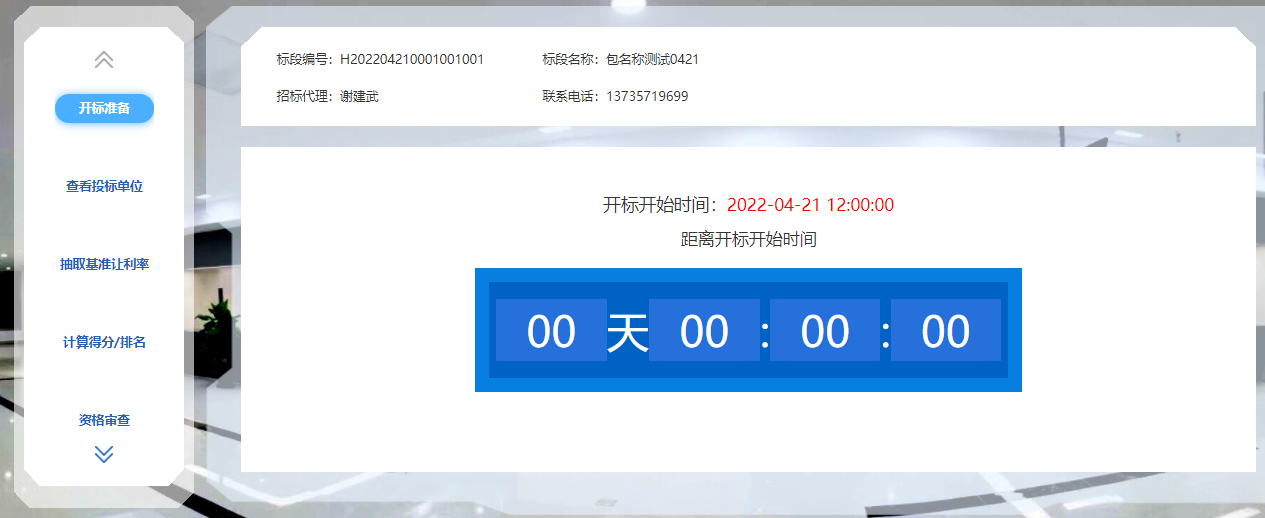 开标准备
查看投标单位
抽取基准让利率
计算得分/排名
资格审查
标段编号：H202204210001001001 标段名称：包名称测试0421
招标代理：谢建武 联系电话：13735719699
开标开始时间：2022-04-21 12:00:00
距离开标开始时间
00天00:00:00